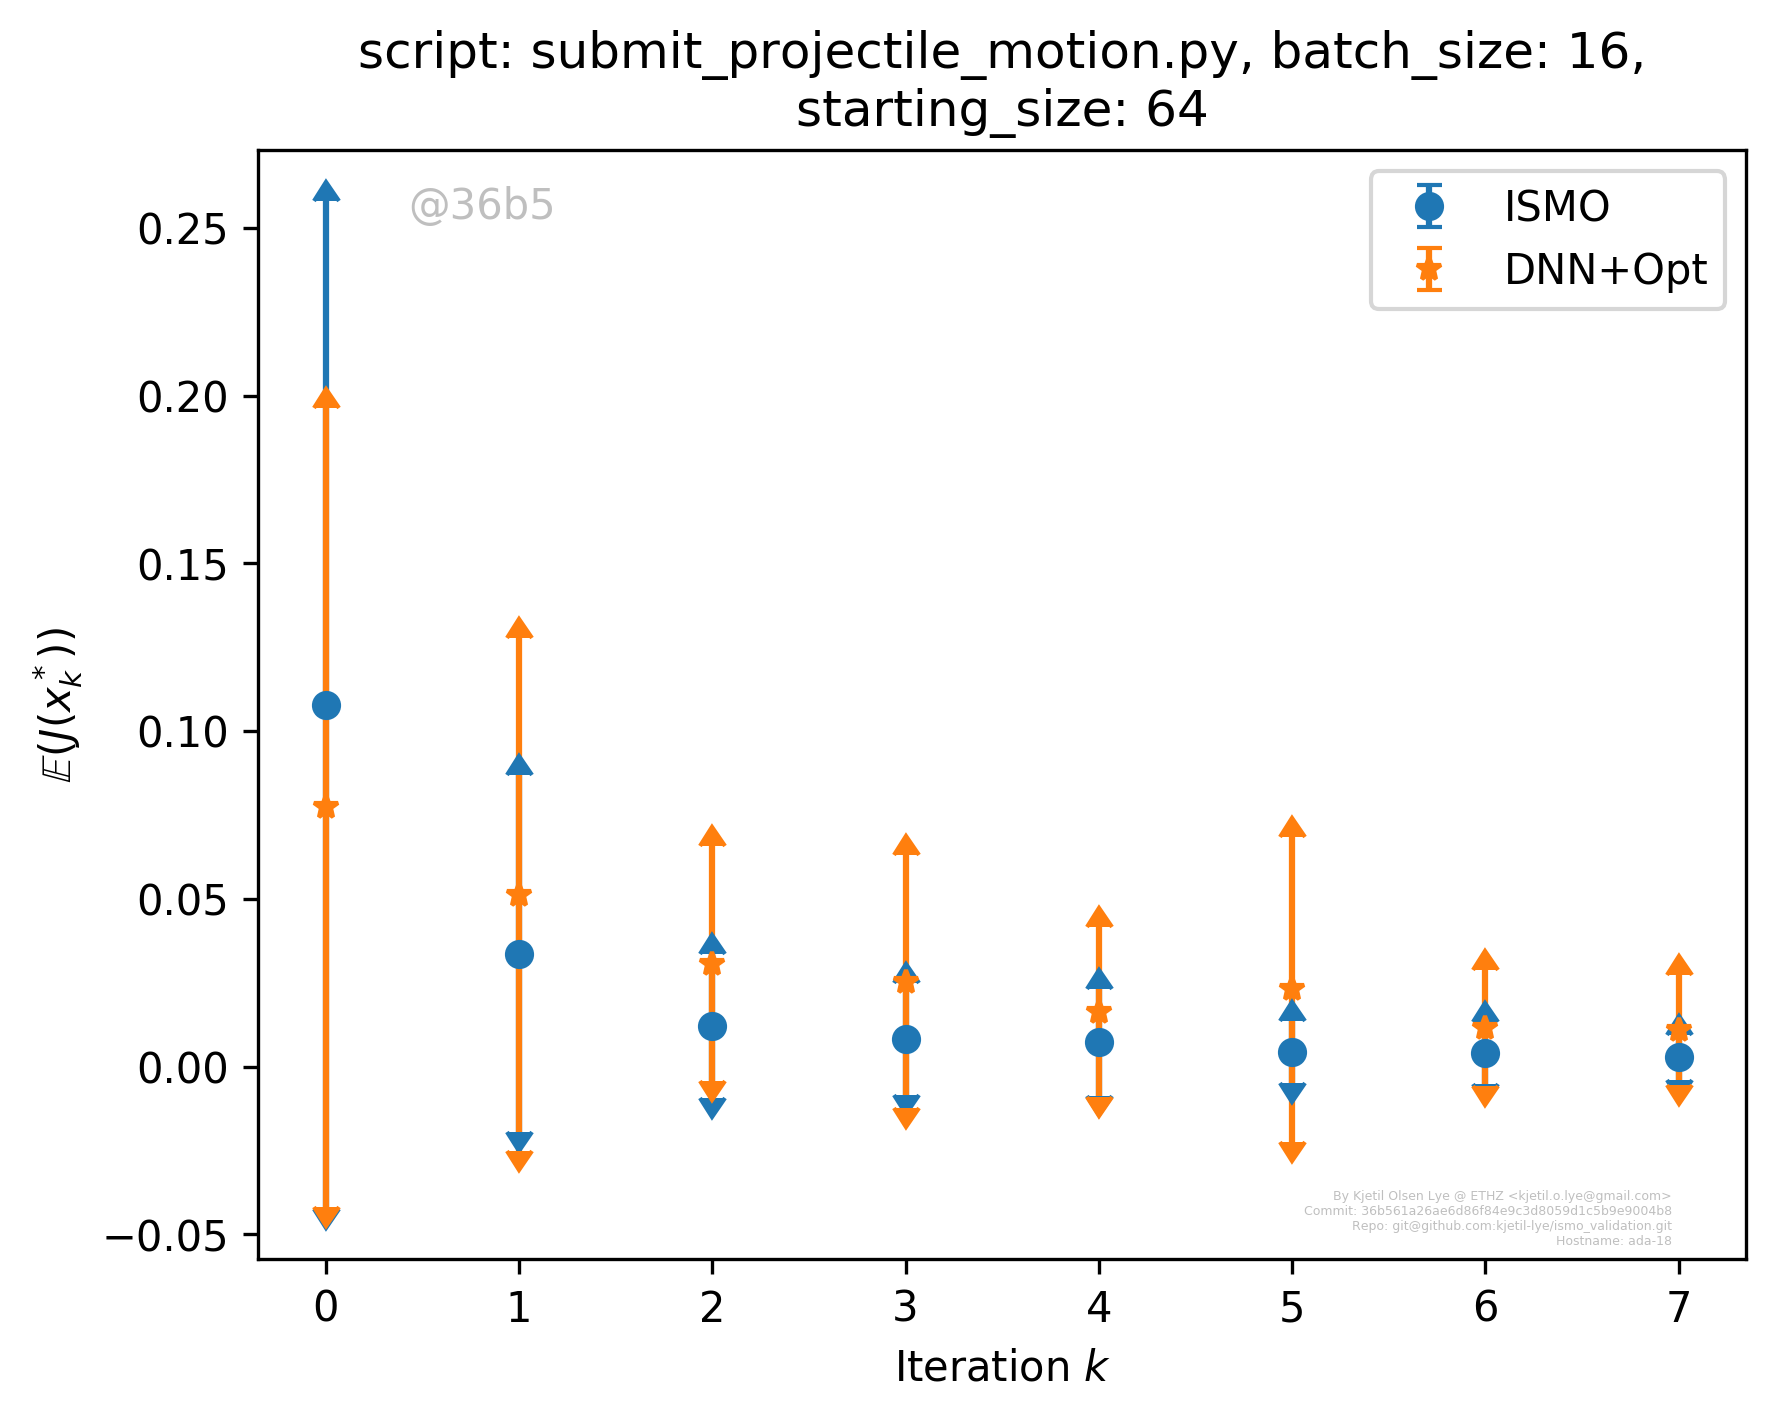 script: submit_projectile_motion.py, batch_size: 16,
starting_size: 64
@36b5
ISMO
DNN+Opt
0.25
0.20
0.15
0.10
0.05
0.00
−0.05
𝔼(J(x*k))
0 1 2 3 4 5 6 7
Iteration k
By Kjetil Olsen Lye @ ETHZ <kjetil.o.lye@gmail.com>
Commit: 36b561a26ae6d86f84e9c3d8059d1c5b9e9004b8
Repo: git@github.com:kjetil-lye/ismo_validation.git
Hostname: ada-18